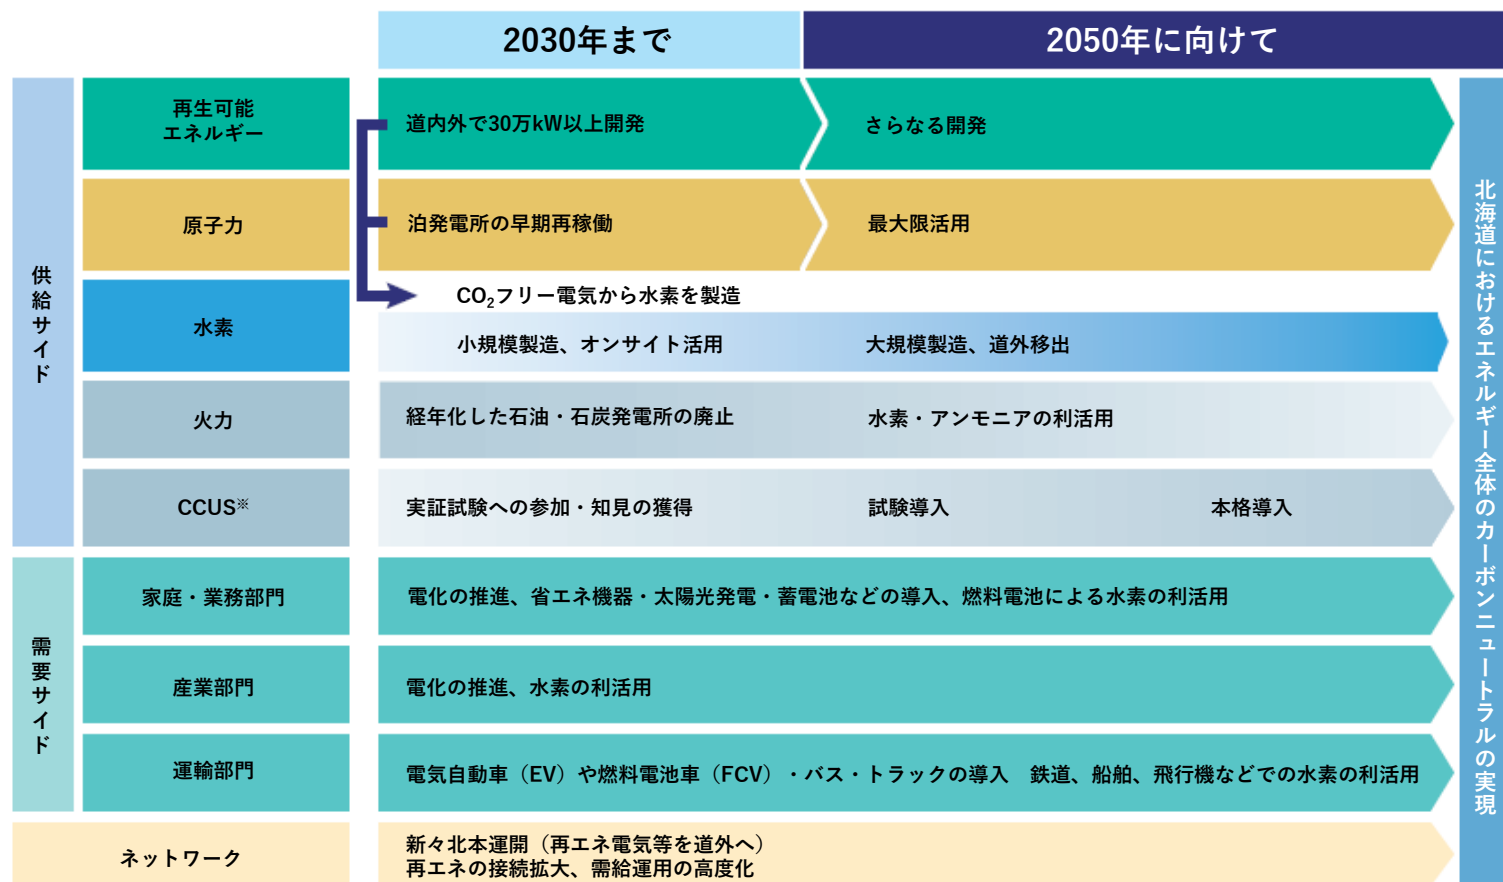 2030年まで
2050年に向けて
供給サイド
再生可能
エネルギー
道内外で30万kW以上開発
さらなる開発
原子力
泊発電所の早期再稼働
最大限活用
水素
CO₂フリー電気から水素を製造
小規模製造、オンサイト活用
大規模製造、道外移出
火力
経年化した石油・石炭発電所の廃止
水素・アンモニアの利活用
CCUS※
実証試験への参加・知見の獲得
試験導入
本格導入
需要サイド
家庭・業務部門
電化の推進、省エネ機器・太陽光発電・蓄電池などの導入、燃料電池による水素の利活用
産業部門
電化の推進、水素の利活用
運輸部門
電気自動車（EV）や燃料電池車（FCV）・バス・トラックの導入　鉄道、船舶、飛行機などでの水素の利活用
ネットワーク
新々北本運開（再エネ電気等を道外へ）
再エネの接続拡大、需給運用の高度化
北海道におけるエネルギー全体のカーボンニュートラルの実現